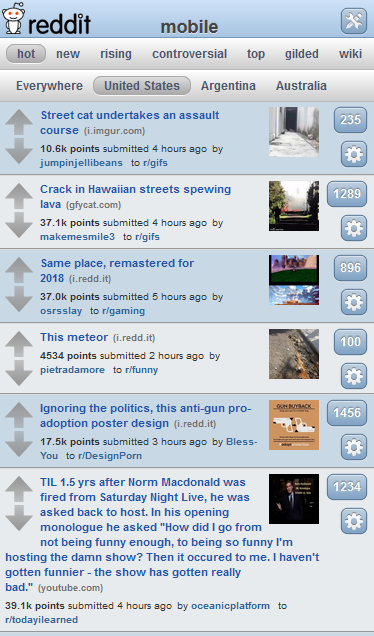 reddit mobile
hot new rising controversial top gilded wiki
Everywhere United States Argentina Australia
Street cat undertakes an assault
course (i.imgur.com)
10.6k points submitted 4 hours ago by
jumpinjellibeans to r/gifs
235
Crack in Hawaiian streets spewing
lava (gfycat.com)
37.1k points submitted 4 hours ago by
makemesmile3 to r/gifs
1289
Same place, remastered for
2018 (i.redd.it)
37.0k points submitted 5 hours ago by
osrsslay to r/gaming
896
This meteor (i.redd.it)
4534 points submitted 2 hours ago by
pietradamore to r/funny
100
Ignoring the politics, this anti-gun pro-
adoption poster design (i.redd.it)
17.5k points submitted 3 hours ago by Bless-
You to r/DesignPorn
GUN BUYBACK
1456
TIL 1.5 yrs after Norm Macdonald was
fired from Saturday Night Live, he was
asked back to host. In his opening
monologue he asked "How did I go from
not being funny enough, to being so funny I'm
hosting the damn show? Then it occured to me. I haven't
gotten funnier - the show has gotten really
bad." (youtube.com)
39.1k points submitted 4 hours ago by oceanicplatform to
r/todayilearned
1234